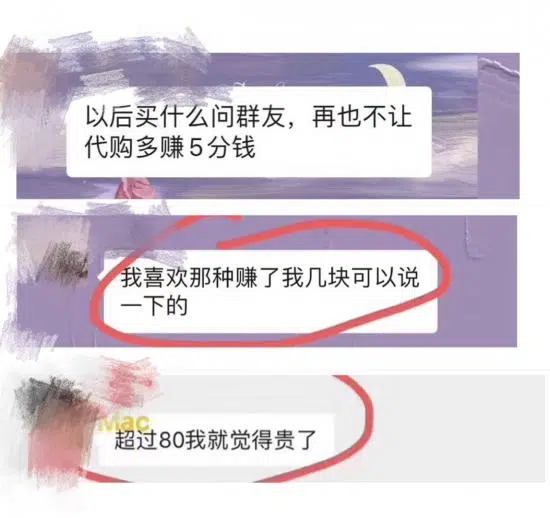 以后买什么问群友，再也不让
代购多赚5分钱
我喜欢那种赚了我几块可以说
一下的
Mac
超过80我就觉得贵了